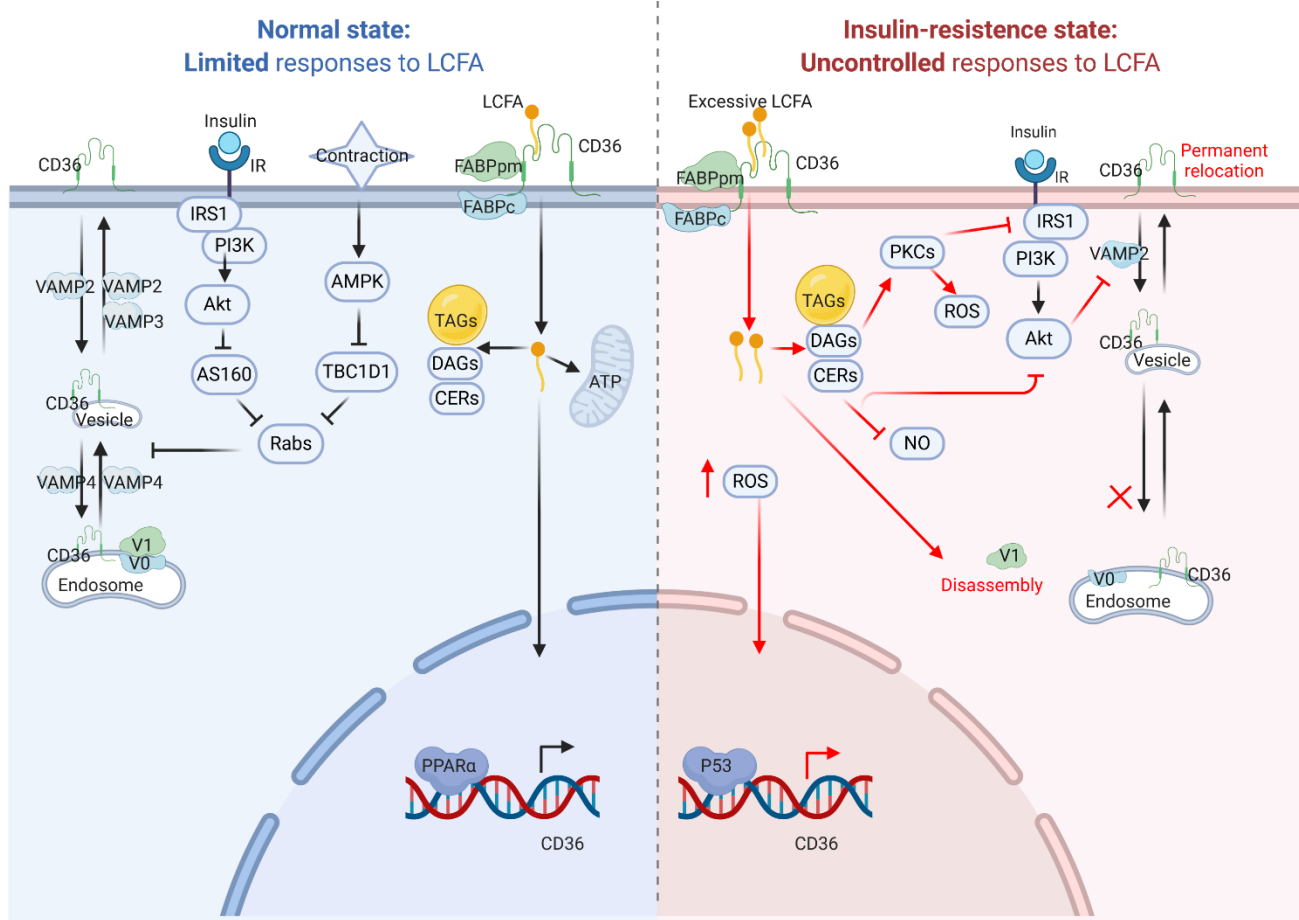 Normal state:
Limited responses to LCFA
Insulin-resistence state:
Uncontrolled responses to LCFA
CD36
Insulin
IR
IRS1
PI3K
Akt
AS160
Contraction
AMPK
TBC1D1
Rabs
LCFA
CD36
FABPpm
FABPc
VAMP2
VAMP2
VAMP3
CD36
Vesicle
VAMP4
VAMP4
CD36
V1
V0
Endosome
TAGs
DAGs
CERs
ATP
PPARα
CD36
Excessive LCFA
CD36
FABPpm
FABPc
PKCs
ROS
TAGs
DAGs
CERs
NO
ROS
Insulin
IR
IRS1
PI3K
Akt
CD36
Permanent
relocation
VAMP2
CD36
Vesicle
V1
Disassembly
V0
CD36
Endosome
P53
CD36